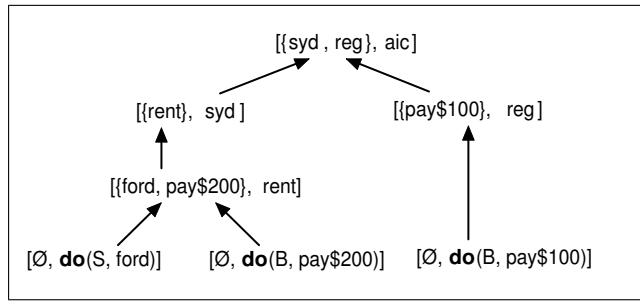 [{syd , reg}, aic]
[{rent}, syd ]
[{pay$100}, reg]
[{ford, pay$200}, rent]
[Ø, do(S, ford)]
[Ø, do(B, pay$200)]
[Ø, do(B, pay$100)]